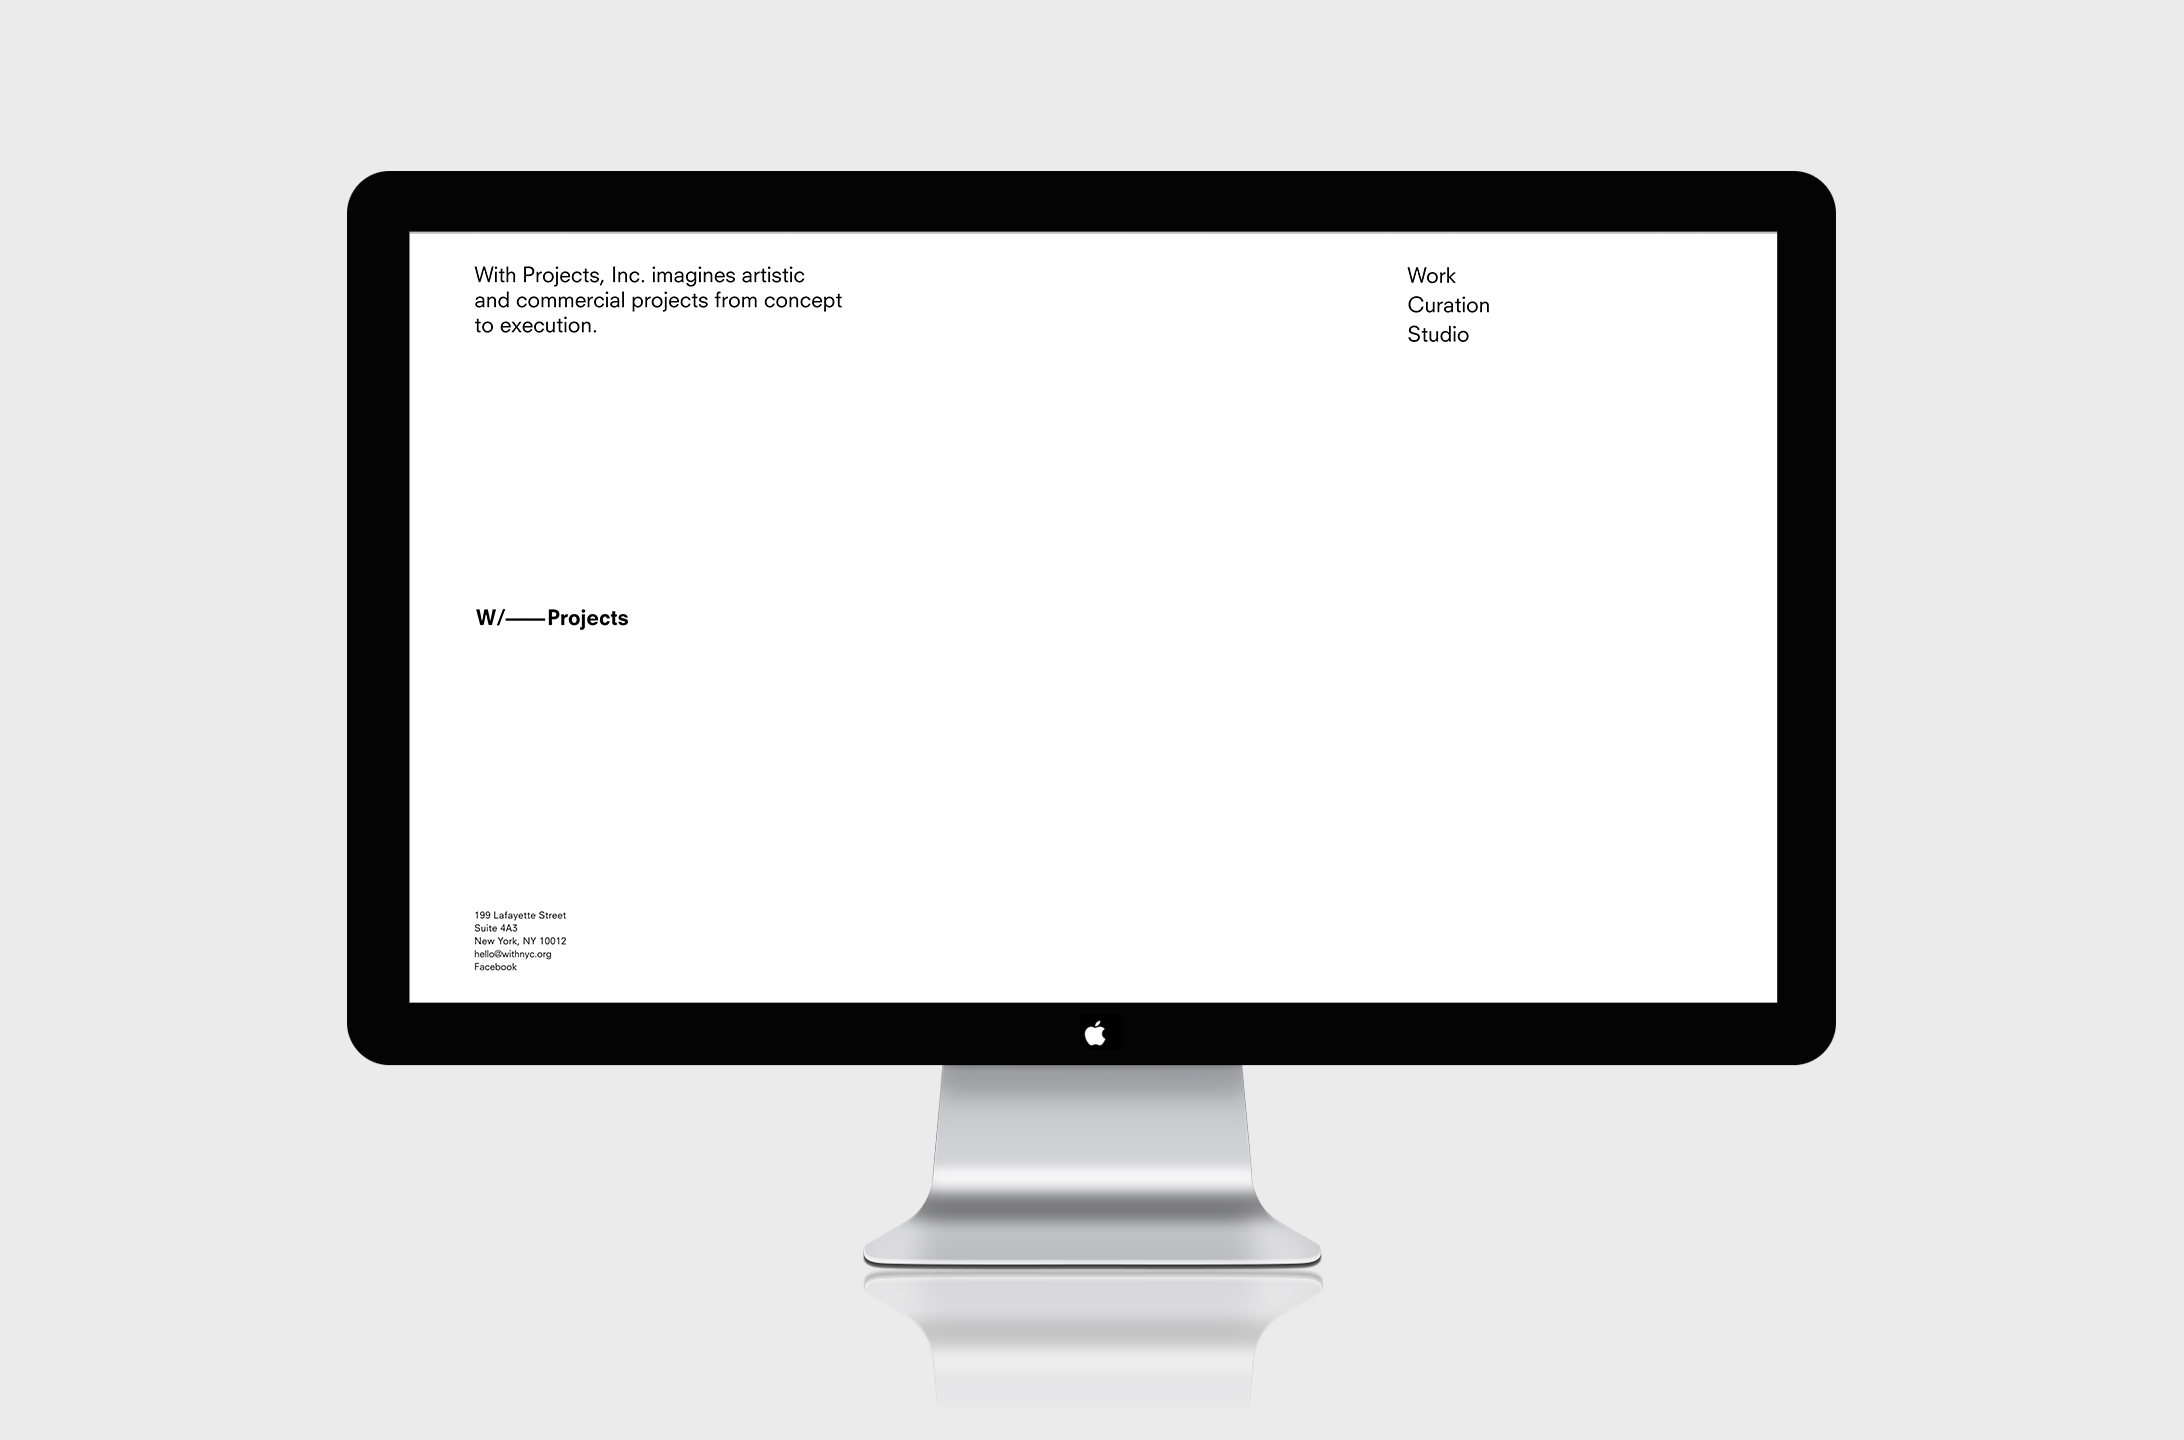 With Projects, Inc. imagines artistic
and commercial projects from concept
to execution.
Work
Curation
Studio
W/——Projects
199 Lafayette Street
Suite 4A3
New York, NY 10012
hello@withnyc.org
Facebook